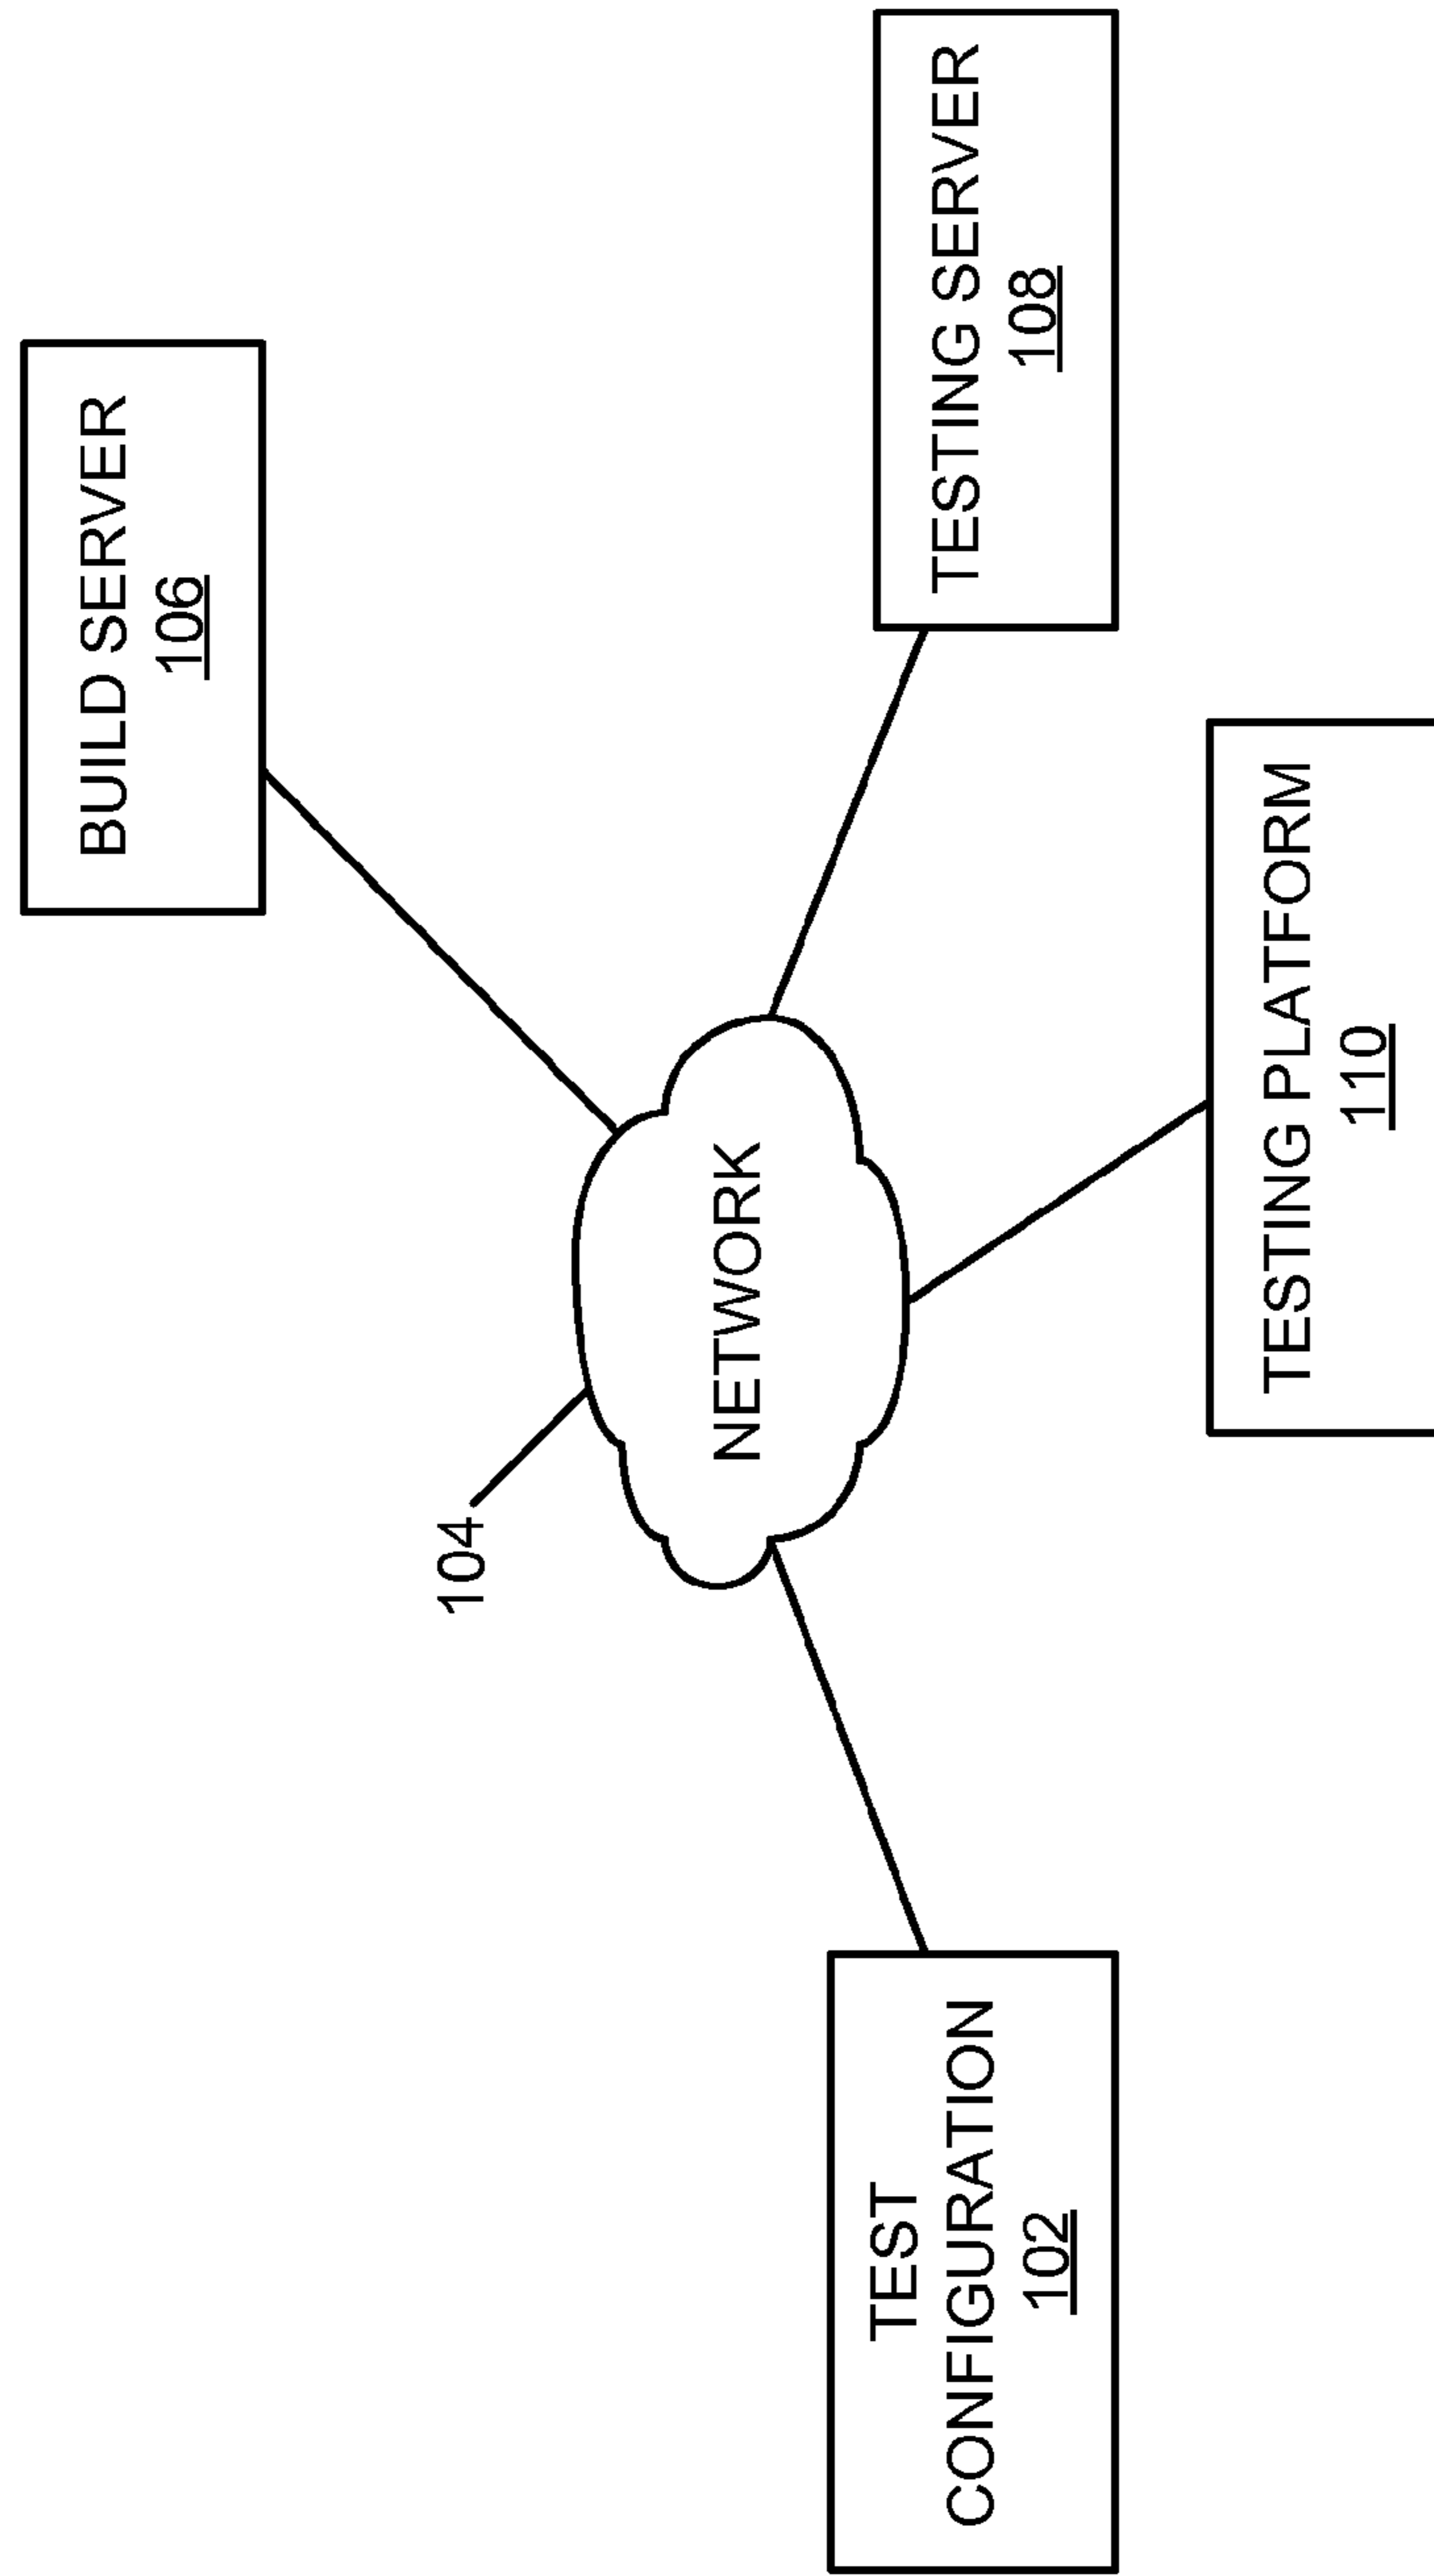 BUILD SERVER
106
104
NETWORK
TEST
CONFIGURATION
102
TESTING SERVER
108
TESTING PLATFORM
110